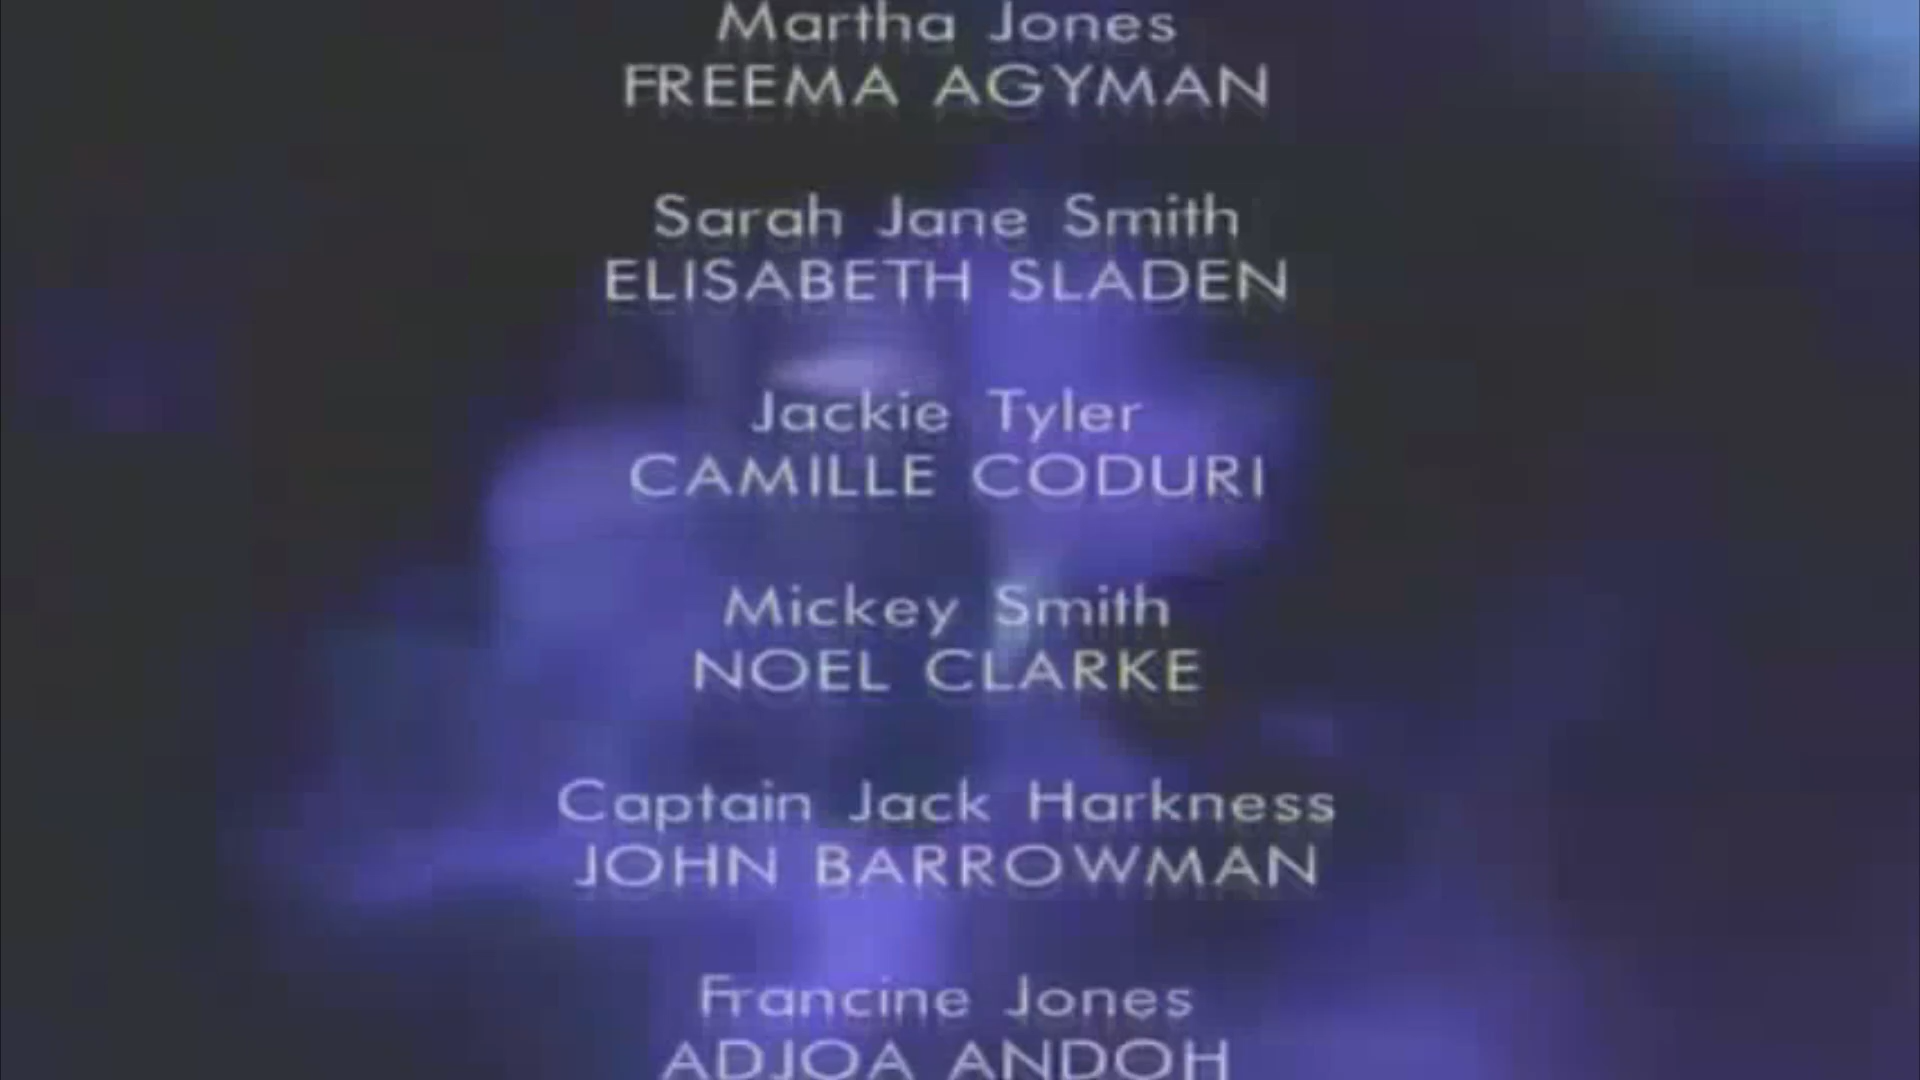 Martha Jones
FREEMA AGYMAN
Sarah Jane Smith
ELISABETH SLADEN
Jackie Tyler
CAMILLE CODURI
Mickey Smith
NOEL CLARKE
Captain Jack Harkness
JOHN BARROWMAN
Francine Jones
ADJOA ANDOH